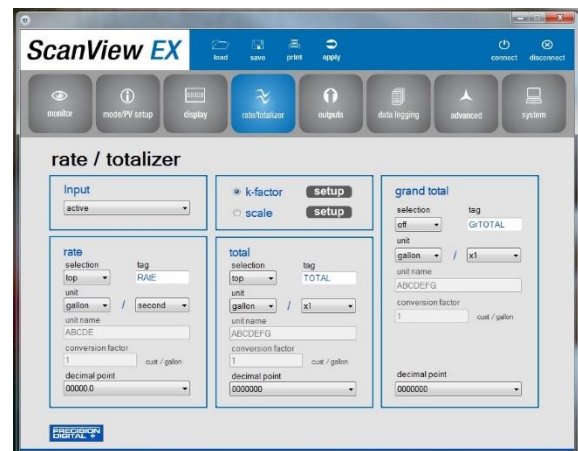 ScanView EX
load save print apply connect disconnect
monitor mode/PV setup display rate/totalizer outputs data logging advanced system
rate / totalizer
Input
active
k-factor setup
scale setup
grand total
selection tag
off GrTOTAL
unit
gallon / x1
unit name
ABCDEFG
conversion factor
1 cust / gallon
decimal point
0000000
rate
selection tag
top RAtE
unit
gallon / second
unit name
ABCDE
conversion factor
1 cust / gallon
decimal point
00000.0
total
selection tag
top TOTAL
unit
gallon / x1
unit name
ABCDEFG
conversion factor
1 cust / gallon
decimal point
0000000
PRECISION
DIGITAL